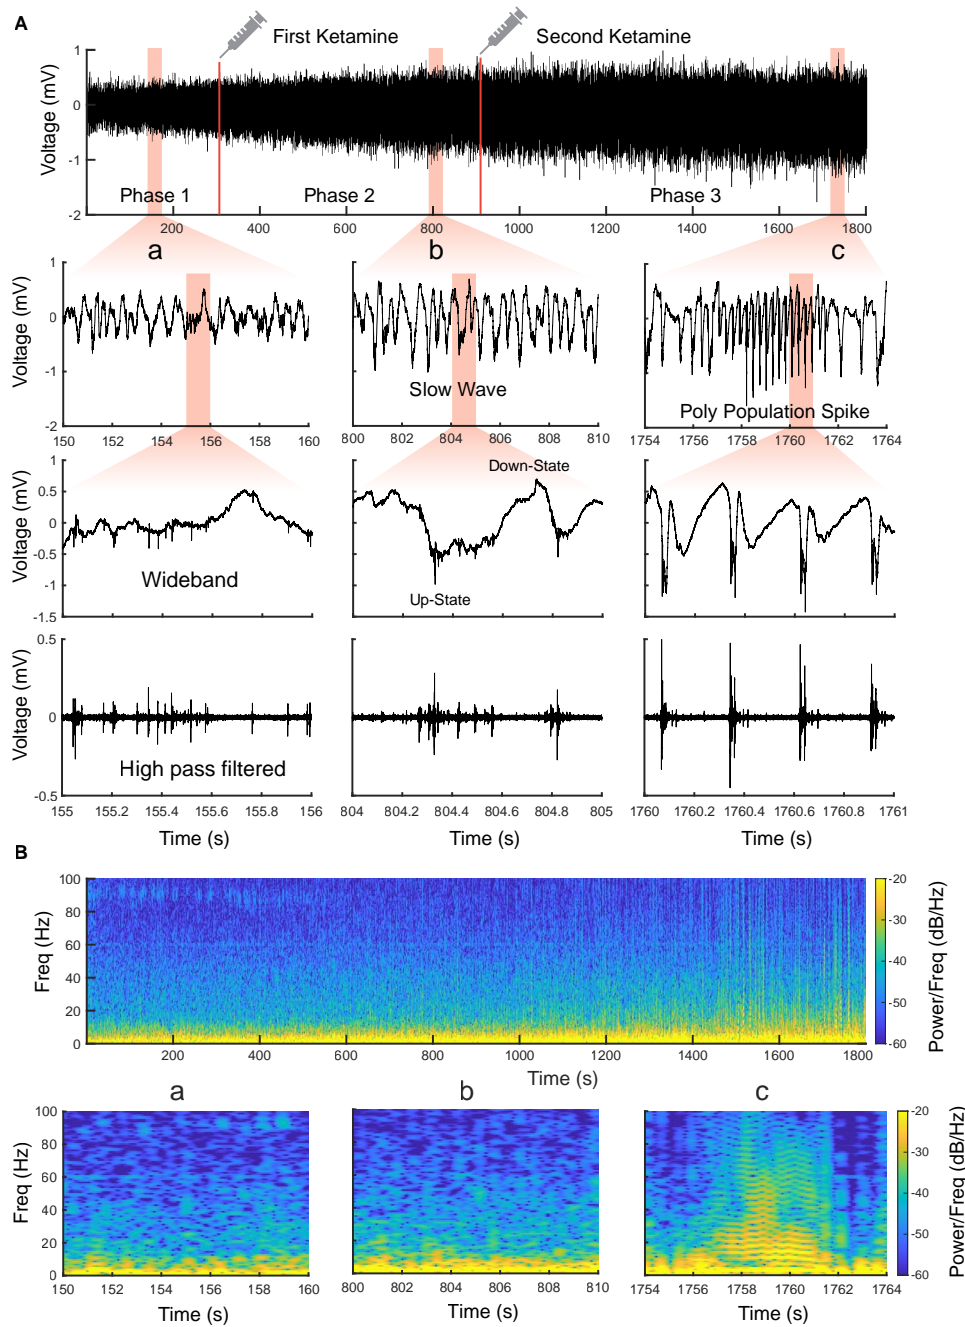 A
First Ketamine
Second Ketamine
Voltage (mV)
1
0
-1
-2
Phase 1
Phase 2
Phase 3
200 400 600 800 1000 1200 1400 1600 1800
a
b
c
Voltage (mV)
1
0
-1
-2
Slow Wave
Poly Population Spike
150 152 154 156 158 160
800 802 804 806 808 810
1754 1756 1758 1760 1762 1764
Voltage (mV)
0.5
0
-0.5
-1
-1.5
Wideband
Down-State
Up-State
Voltage (mV)
0.5
0
-0.5
High pass filtered
155 155.2 155.4 155.6 155.8 156
804 804.2 804.4 804.6 804.8 805
1760 1760.2 1760.4 1760.6 1760.8 1761
Time (s)
Time (s)
Time (s)
B
Freq (Hz)
100
80
60
40
20
0
200 400 600 800 1000 1200 1400 1600 1800
Time (s)
-20
-30
-40
-50
-60
Power/Freq (dB/Hz)
a
b
c
Freq (Hz)
100
80
60
40
20
0
150 152 154 156 158 160
800 802 804 806 808 810
1754 1756 1758 1760 1762 1764
Time (s)
Time (s)
Time (s)
-20
-30
-40
-50
-60
Power/Freq (dB/Hz)